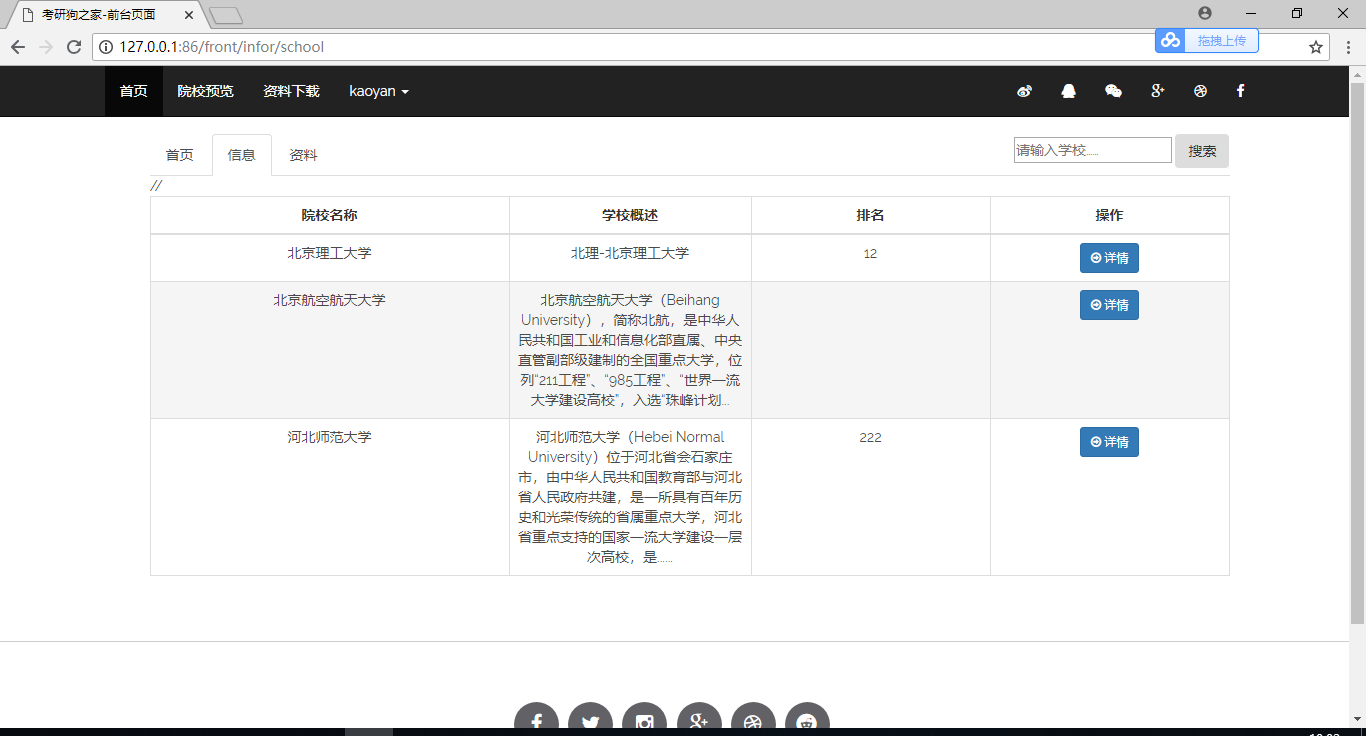 考研狗之家-前台页面
127.0.0.1:86/front/infor/school
拖拽上传
首页 院校预览 资料下载 kaoyan
首页 信息 资料
请输入学校...... 搜索
//
院校名称 学校概述 排名 操作
北京理工大学 北理-北京理工大学 12 详情
北京航空航天大学 北京航空航天大学（Beihang 详情
University），简称北航，是中华人
民共和国工业和信息化部直属、中央
直管副部级建制的全国重点大学，位
列“211工程”、“985工程”、“世界一流
大学建设高校”，入选“珠峰计划...
河北师范大学 河北师范大学（Hebei Normal 222 详情
University）位于河北省会石家庄
市，由中华人民共和国教育部与河北
省人民政府共建，是一所具有百年历
史和光荣传统的省属重点大学，河北
省重点支持的国家一流大学建设一层
次高校，是......